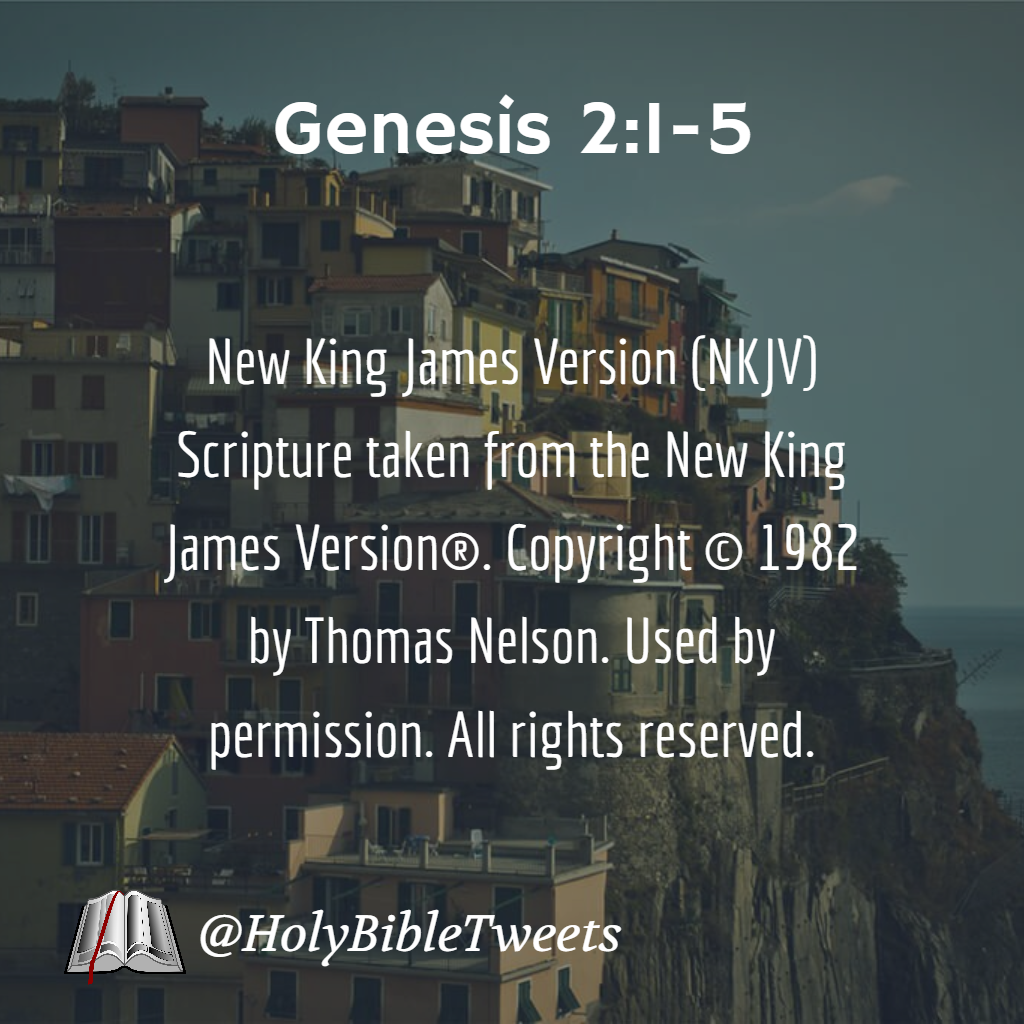 Genesis 2:1-5
New King James Version (NKJV)
Scripture taken from the New King
James Version®. Copyright © 1982
by Thomas Nelson. Used by
permission. All rights reserved.
@HolyBibleTweets